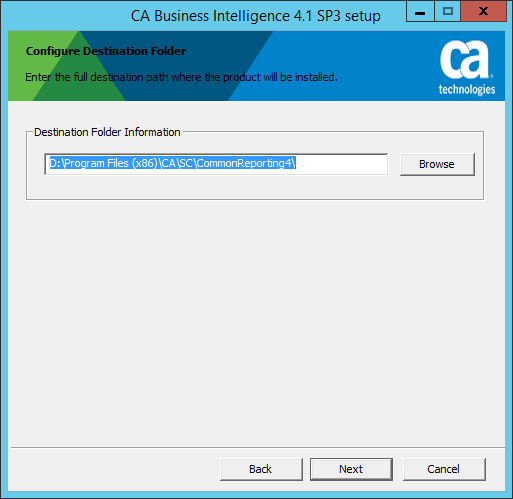 CA Business Intelligence 4.1 SP3 setup
Configure Destination Folder
Enter the full destination path where the product will be installed.
ca
technologies
Destination Folder Information
D:\Program Files (x86)\CA\SC\CommonReporting4\
Browse
Back
Next
Cancel